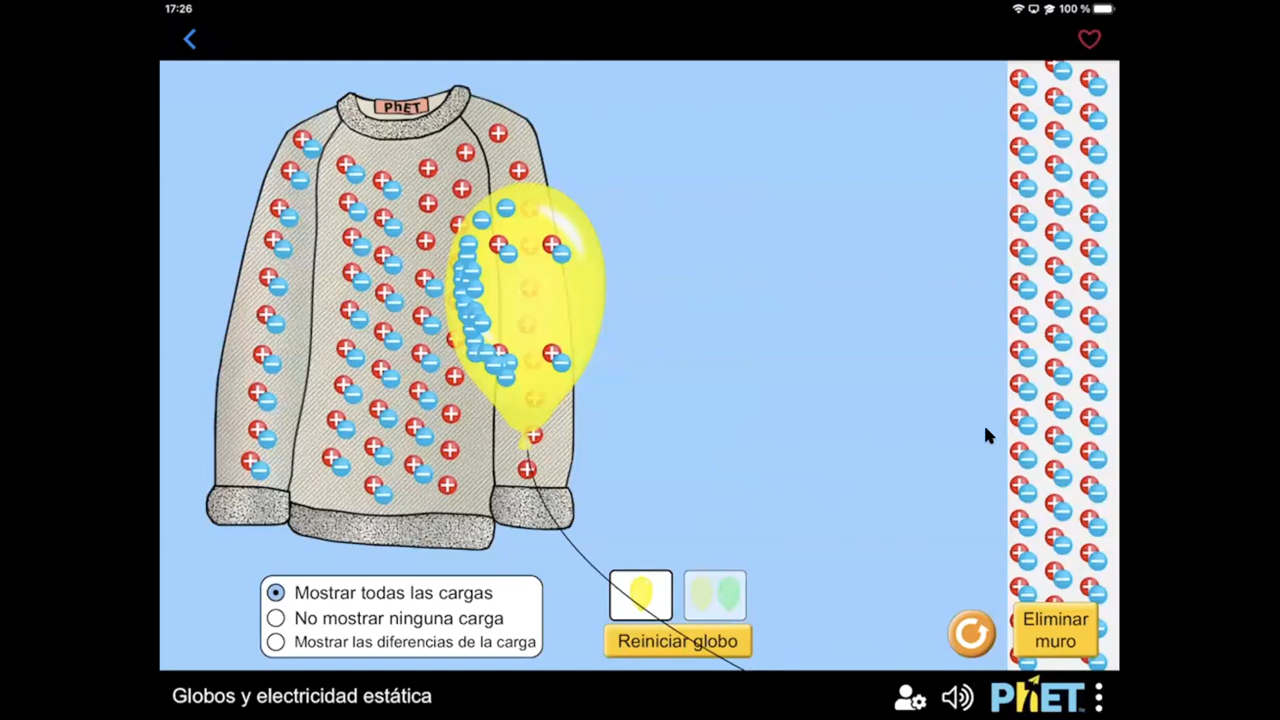 17:26
100 %
PhET
Mostrar todas las cargas
No mostrar ninguna carga
Mostrar las diferencias de la carga
Reiniciar globo
Eliminar
muro
Globos y electricidad estática
PhET